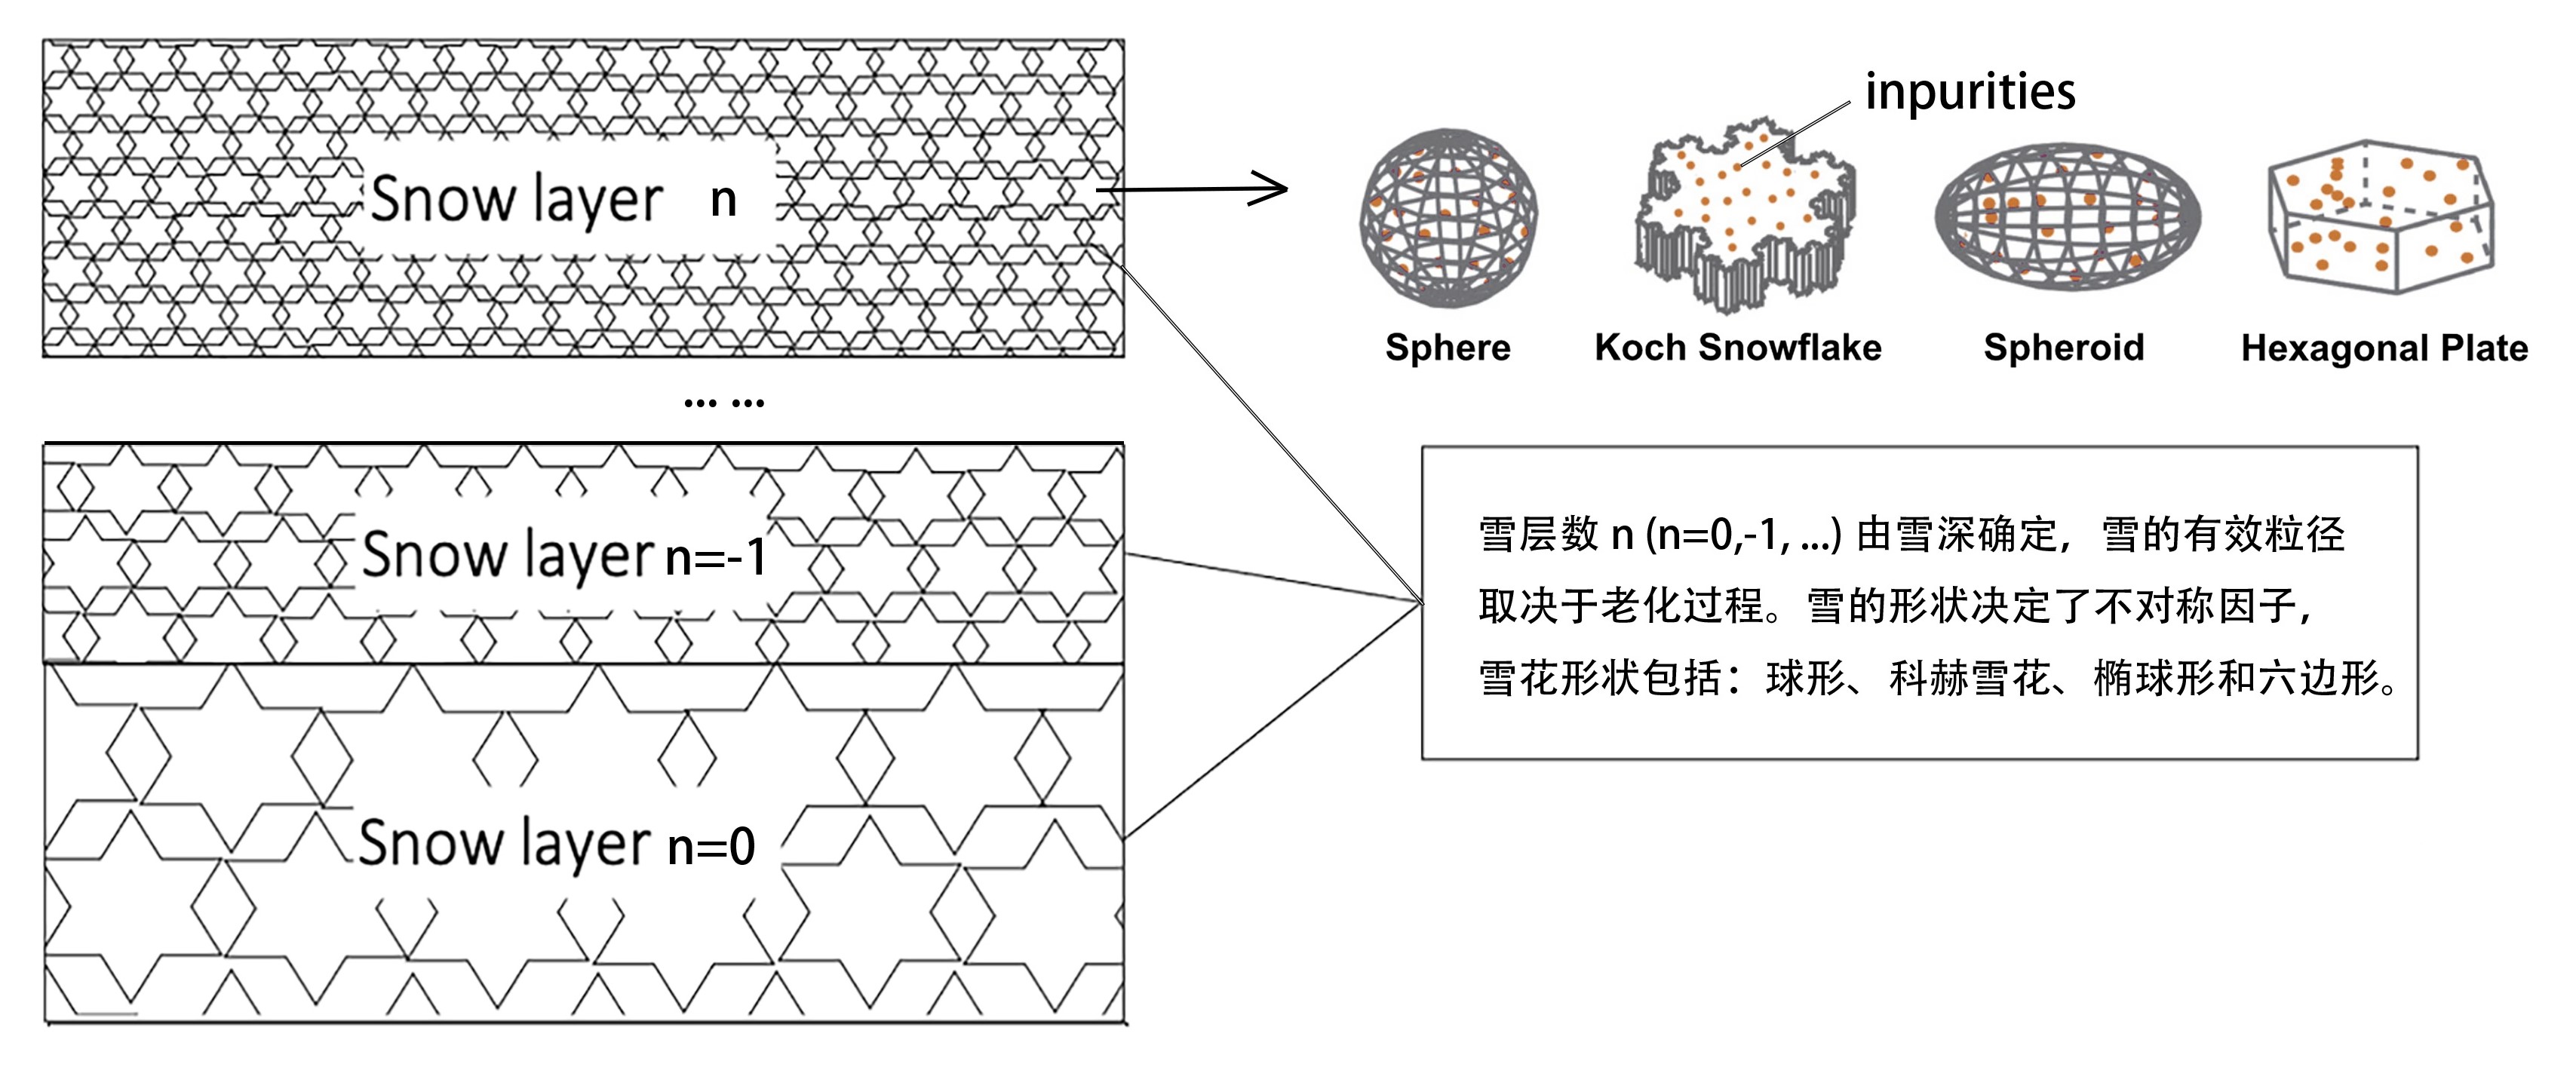 Snow layer n
... ...
Snow layer n=-1
Snow layer n=0
inpurities
Sphere
Koch Snowflake
Spheroid
Hexagonal Plate
雪层数 n (n=0,-1, ...) 由雪深确定，雪的有效粒径
取决于老化过程。雪的形状决定了不对称因子，
雪花形状包括：球形、科赫雪花、椭球形和六边形。